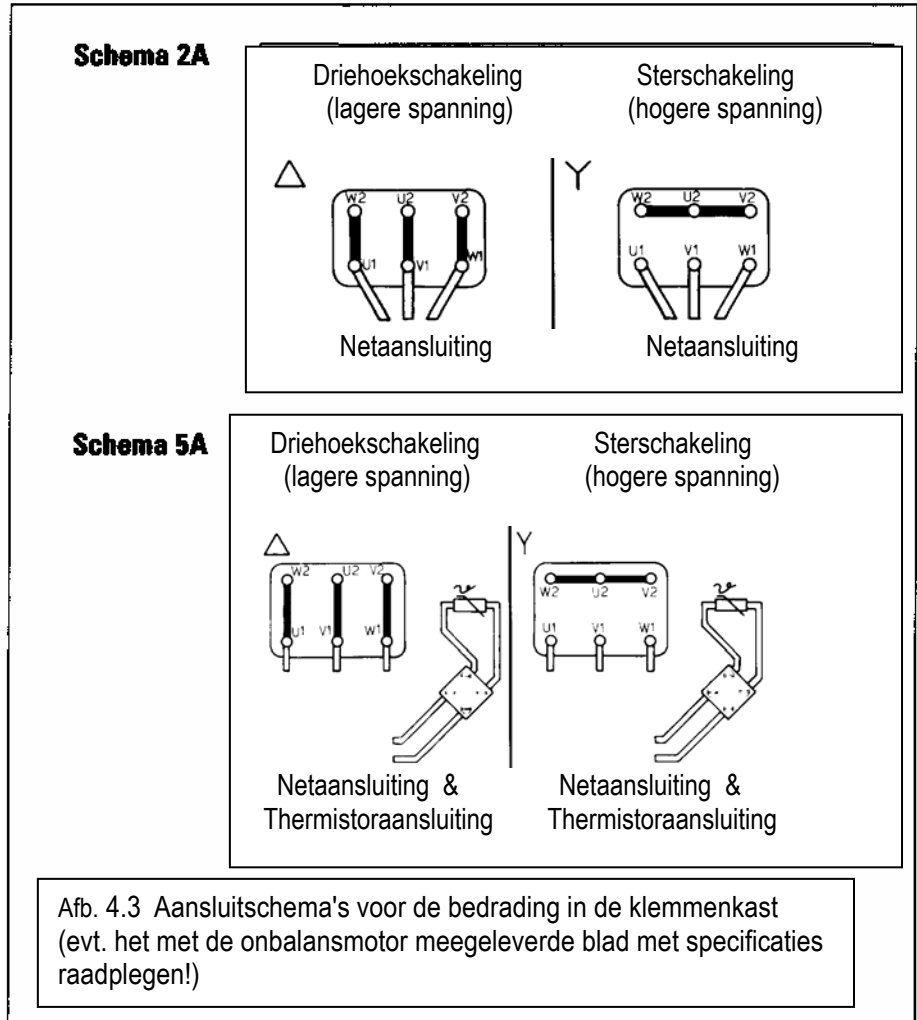 Schema 2A
Driehoekschakeling
(lagere spanning)
Sterschakeling
(hogere spanning)
W2 U2 V2
U1 V1 W1
Netaansluiting
Y
W2 U2 V2
U1 V1 W1
Netaansluiting
Schema 5A
Driehoekschakeling
(lagere spanning)
Sterschakeling
(hogere spanning)
W2 U2 V2
U1 V1 W1
Netaansluiting &
Thermistoraansluiting
Y
W2 U2 V2
U1 V1 W1
Netaansluiting &
Thermistoraansluiting
Afb. 4.3 Aansluitschema's voor de bedrading in de klemmenkast
(evt. het met de onbalansmotor meegeleverde blad met specificaties
raadplegen!)